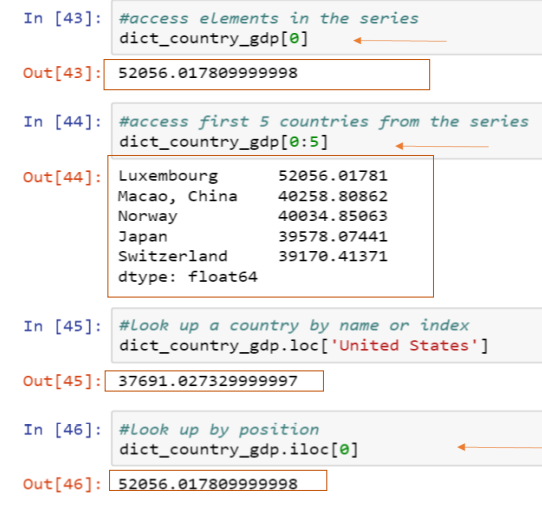 In [43]: #access elements in the series
dict_country_gdp[0]
Out[43]: 52056.017809999998
In [44]: #access first 5 countries from the series
dict_country_gdp[0:5]
Out[44]: Luxembourg 52056.01781
Macao, China 40258.80862
Norway 40034.85063
Japan 39578.07441
Switzerland 39170.41371
dtype: float64
In [45]: #look up a country by name or index
dict_country_gdp.loc['United States']
Out[45]: 37691.027329999997
In [46]: #look up by position
dict_country_gdp.iloc[0]
Out[46]: 52056.017809999998